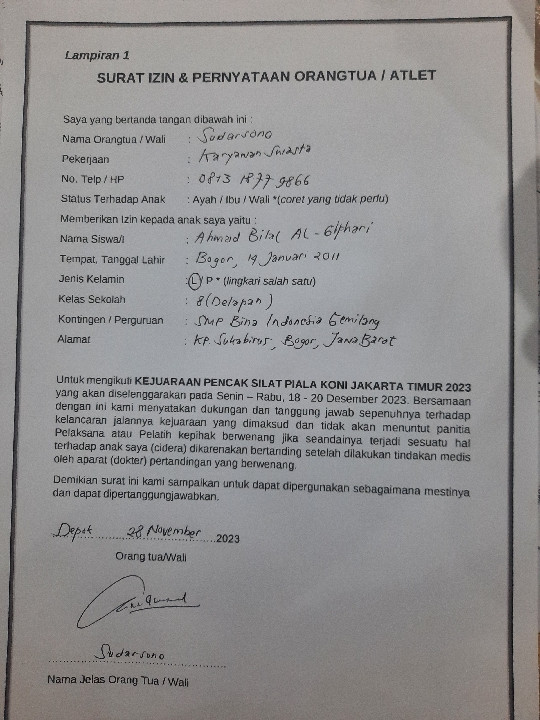 Lampiran 1
SURAT IZIN & PERNYATAAN ORANGTUA / ATLET
Saya yang bertanda tangan dibawah ini :
Nama Orangtua / Wali : Sudarsono
Pekerjaan : Karyawan Swasta
No. Telp / HP : 0813 1877 9866
Status Terhadap Anak : Ayah / Ibu / Wali *(coret yang tidak perlu)
Memberikan Izin kepada anak saya yaitu :
Nama Siswa/I : Ahmad Bilal AL-Ghifari
Tempat, Tanggal Lahir : Bogor, 19 Januari 2011
Jenis Kelamin : L/ P * (lingkari salah satu)
Kelas Sekolah : 8 (Delapan)
Kontingen / Perguruan : SMP Bina Indonesia Gemilang
Alamat : KP. Sukabirus, Bogor, Jawa Barat
Untuk mengikuti KEJUARAAN PENCAK SILAT PIALA KONI JAKARTA TIMUR 2023
yang akan diselenggarakan pada Senin – Rabu, 18 - 20 Desember 2023. Bersamaan
dengan ini kami menyatakan dukungan dan tanggung jawab sepenuhnya terhadap
kelancaran jalannya kejuaraan yang dimaksud dan tidak akan menuntut panitia
Pelaksana atau Pelatih kepihak berwenang jika seandainya terjadi sesuatu hal
terhadap anak saya (cidera) dikarenakan bertanding setelah dilakukan tindakan medis
oleh aparat (dokter) pertandingan yang berwenang.
Demikian surat ini kami sampaikan untuk dapat dipergunakan sebagaimana mestinya
dan dapat dipertanggungjawabkan.
Depok 28 November 2023
Orang tua/Wali
Sudarsono
Nama Jelas Orang Tua / Wali